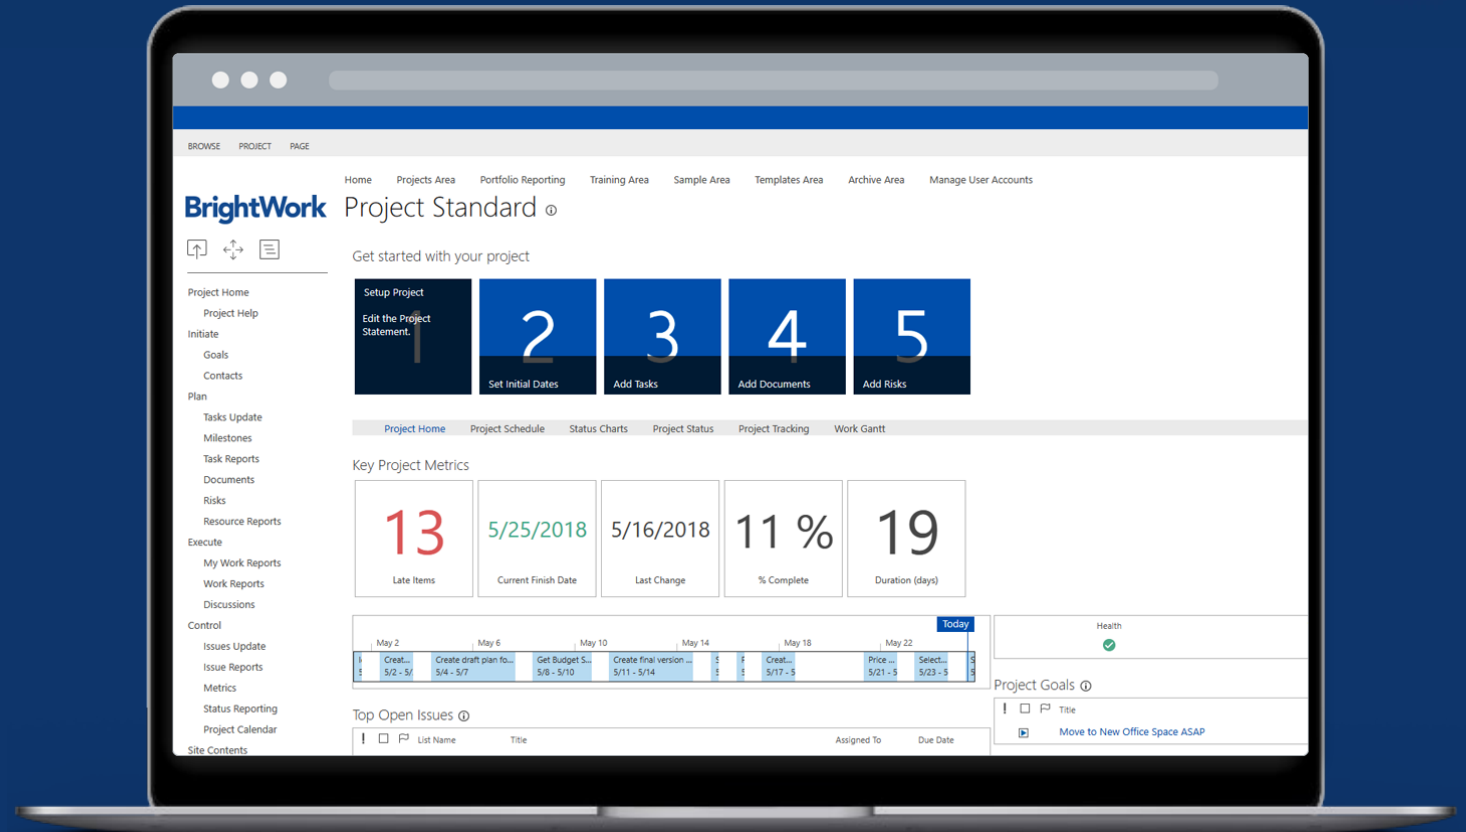 BROWSE PROJECT PAGE
Home Projects Area Portfolio Reporting Training Area Sample Area Templates Area Archive Area Manage User Accounts
BrightWork
Project Standard
Get started with your project
Setup Project
Edit the Project
Statement.
1
2
Set Initial Dates
3
Add Tasks
4
Add Documents
5
Add Risks
Project Home
Project Help
Initiate
Goals
Contacts
Plan
Tasks Update
Milestones
Task Reports
Documents
Risks
Resource Reports
Execute
My Work Reports
Work Reports
Discussions
Control
Issues Update
Issue Reports
Metrics
Status Reporting
Project Calendar
Site Contents
Project Home Project Schedule Status Charts Project Status Project Tracking Work Gantt
Key Project Metrics
13
Late Items
5/25/2018
Current Finish Date
5/16/2018
Last Change
11 %
% Complete
19
Duration (days)
Today
May 2 May 6 May 10 May 14 May 18 May 22
Creat... Create draft plan fo... Get Budget S... Create final version ... Creat... Price ... Select...
5/2 - 5/ 5/4 - 5/7 5/8 - 5/10 5/11 - 5/14 5/17 - 5 5/21 - 5 5/23 - 5
Health
Project Goals
Title
Move to New Office Space ASAP
Top Open Issues
List Name Title Assigned To Due Date